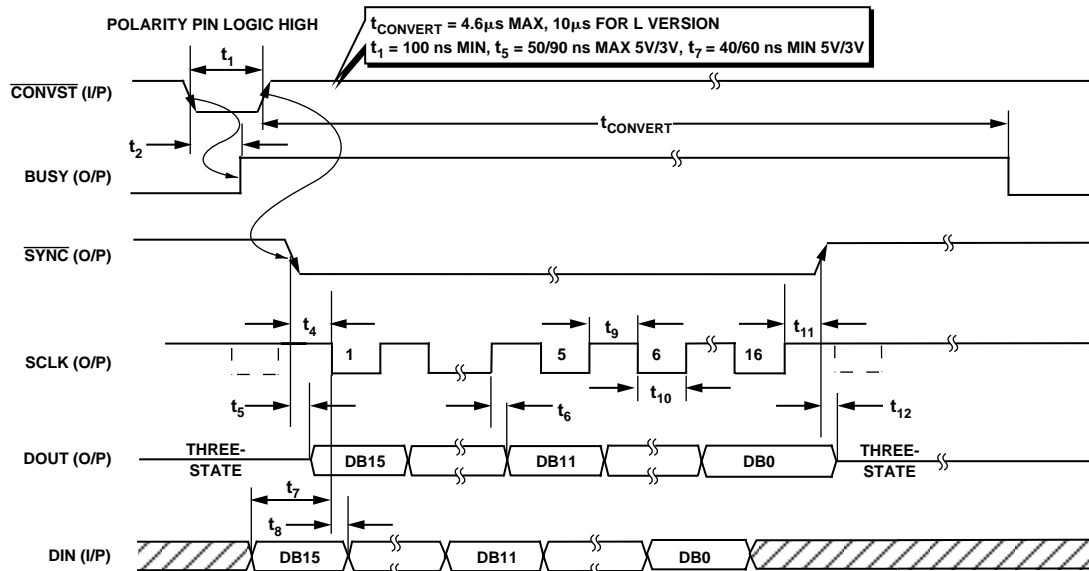 POLARITY PIN LOGIC HIGH
tCONVERT = 4.6μs MAX, 10μs FOR L VERSION
t1 = 100 ns MIN, t5 = 50/90 ns MAX 5V/3V, t7 = 40/60 ns MIN 5V/3V
t1
CONVST (I/P)
tCONVERT
t2
BUSY (O/P)
SYNC (O/P)
t4
t9
t11
SCLK (O/P)
1
5
6
16
t10
t5
t6
t12
DOUT (O/P)
THREE-
STATE
DB15
DB11
DB0
THREE-
STATE
t7
t8
DIN (I/P)
DB15
DB11
DB0